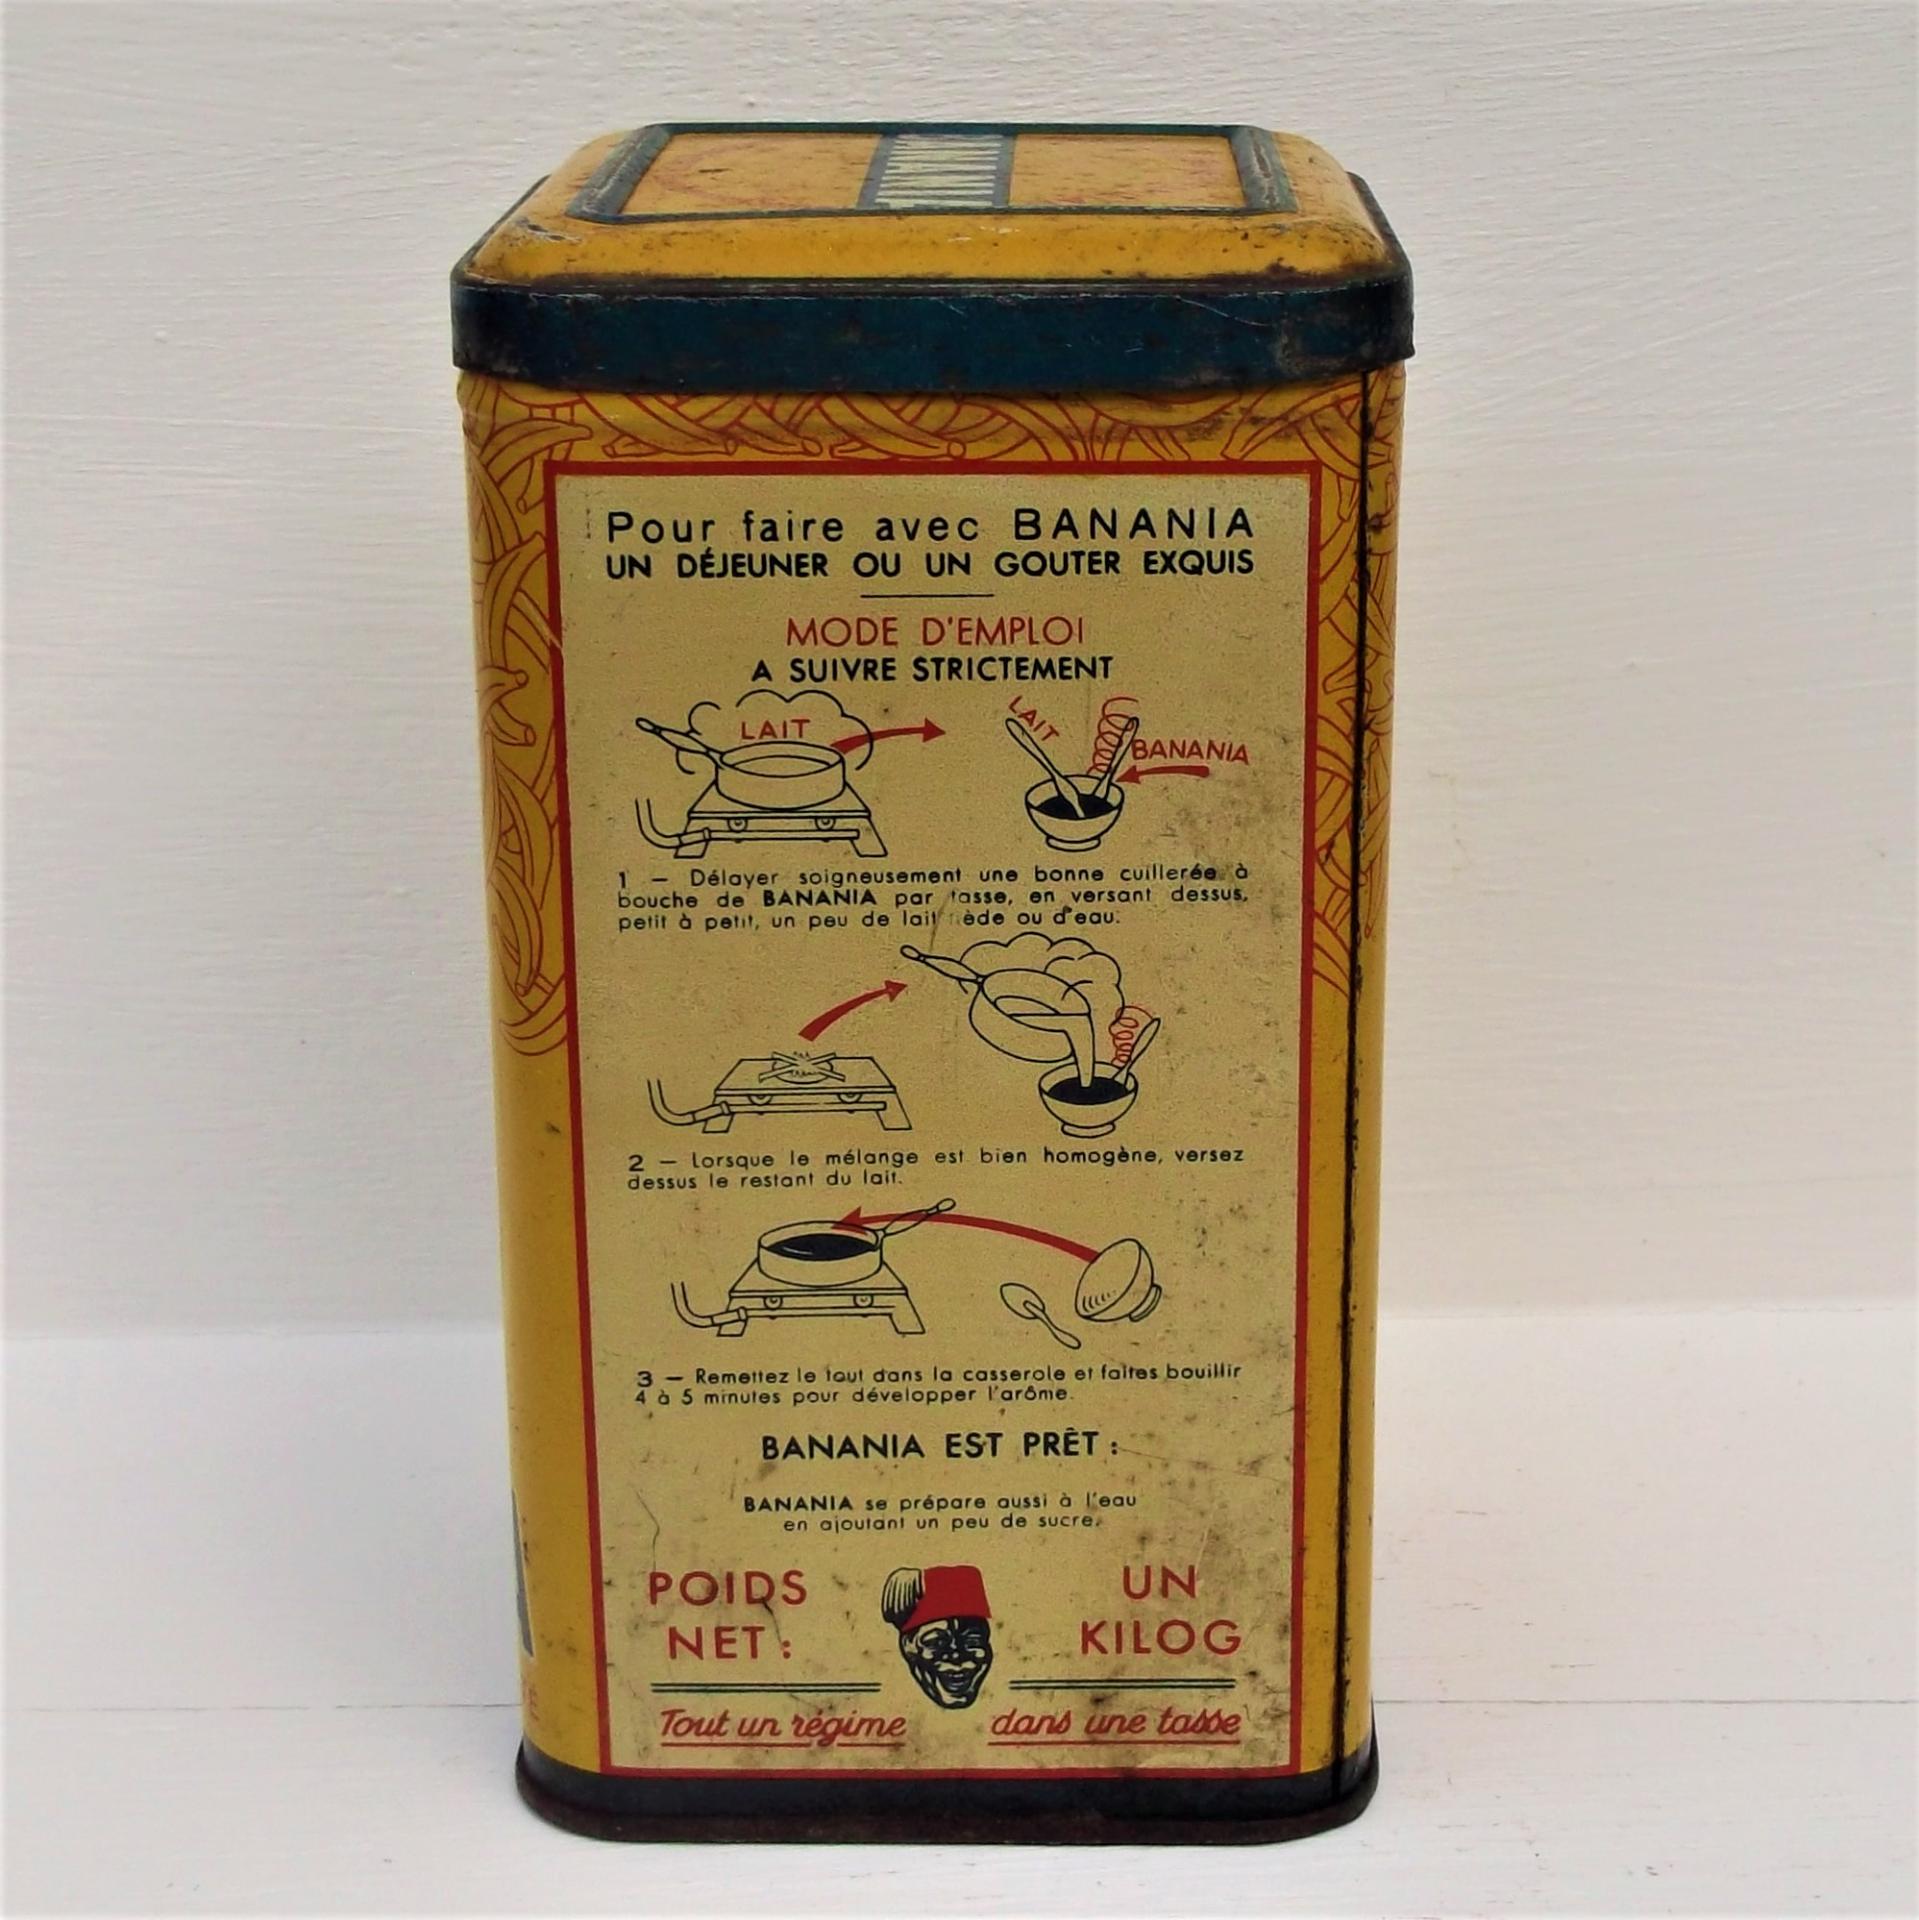 BANANIA
Pour faire avec BANANIA
UN DÉJEUNER OU UN GOUTER EXQUIS
MODE D'EMPLOI
A SUIVRE STRICTEMENT
LAIT
LAIT
BANANIA
1 — Délayer soigneusement une bonne cuillerée à
bouche de BANANIA par tasse, en versant dessus,
petit à petit, un peu de lait ou d'eau.
2 — Lorsque le mélange est bien homogène, versez
dessus le restant du lait.
3 — Remettez le tout dans la casserole et faites bouillir
4 à 5 minutes pour développer l'arôme.
BANANIA EST PRÊT :
BANANIA se prépare aussi à l'eau
en ajoutant un peu de sucre.
POIDS NET :
UN KILOG
Tout un régime dans une tasse